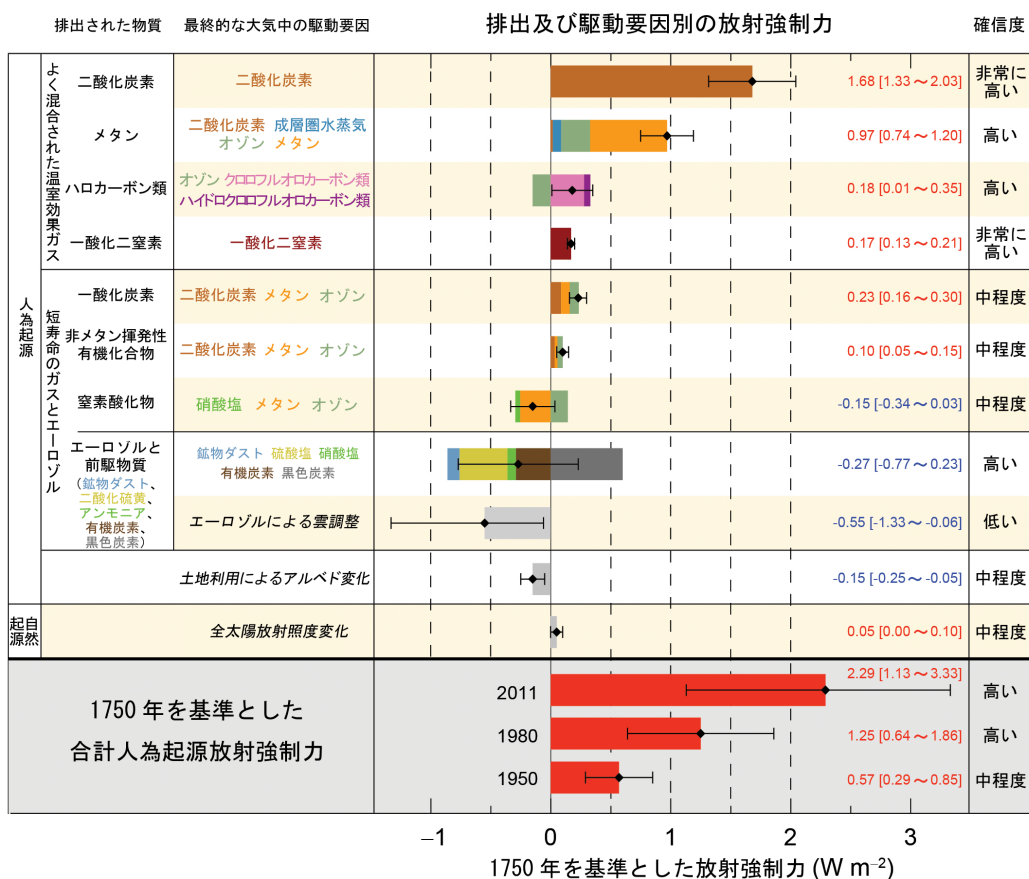 排出された物質
最終的な大気中の駆動要因
排出及び駆動要因別の放射強制力
確信度
人為起源
よく混合された温室効果ガス
二酸化炭素
二酸化炭素
1.68 [1.33～2.03]
非常に
高い
メタン
二酸化炭素 成層圏水蒸気
オゾン メタン
0.97 [0.74～1.20]
高い
ハロカーボン類
オゾン クロロフルオロカーボン類
ハイドロクロロフルオロカーボン類
0.18 [0.01～0.35]
高い
一酸化二窒素
一酸化二窒素
0.17 [0.13～0.21]
非常に
高い
短寿命のガスとエーロゾル
一酸化炭素
二酸化炭素 メタン オゾン
0.23 [0.16～0.30]
中程度
非メタン揮発性
有機化合物
二酸化炭素 メタン オゾン
0.10 [0.05～0.15]
中程度
窒素酸化物
硝酸塩 メタン オゾン
-0.15 [-0.34～0.03]
中程度
エーロゾルと
前駆物質
（鉱物ダスト、
二酸化硫黄、
アンモニア、
有機炭素、
黒色炭素）
鉱物ダスト 硫酸塩 硝酸塩
有機炭素 黒色炭素
-0.27 [-0.77～0.23]
高い
エーロゾルによる雲調整
-0.55 [-1.33～-0.06]
低い
土地利用によるアルベド変化
-0.15 [-0.25～-0.05]
中程度
自然
起源
全太陽放射照度変化
0.05 [0.00～0.10]
中程度
1750 年を基準とした
合計人為起源放射強制力
2011
2.29 [1.13～3.33]
高い
1980
1.25 [0.64～1.86]
高い
1950
0.57 [0.29～0.85]
中程度
−1 0 1 2 3
1750 年を基準とした放射強制力 (W m⁻²)